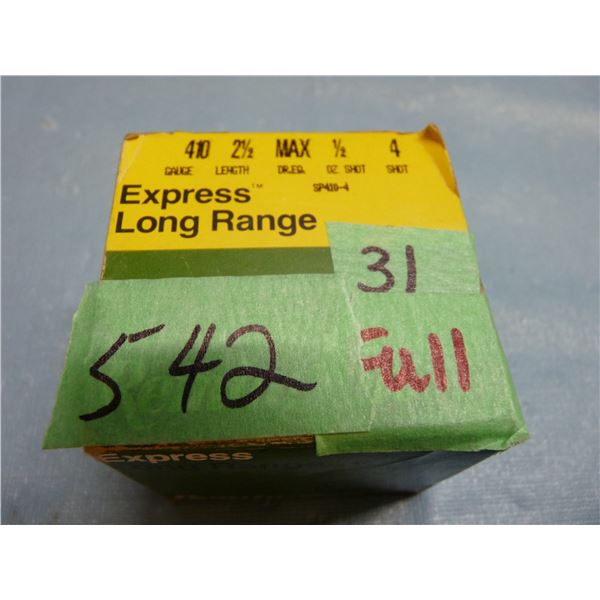 410 2½ MAX ½ 4
GAUGE LENGTH DR.EQ. OZ SHOT SHOT
Express™ SP410-4
Long Range
31
542
Full
Express